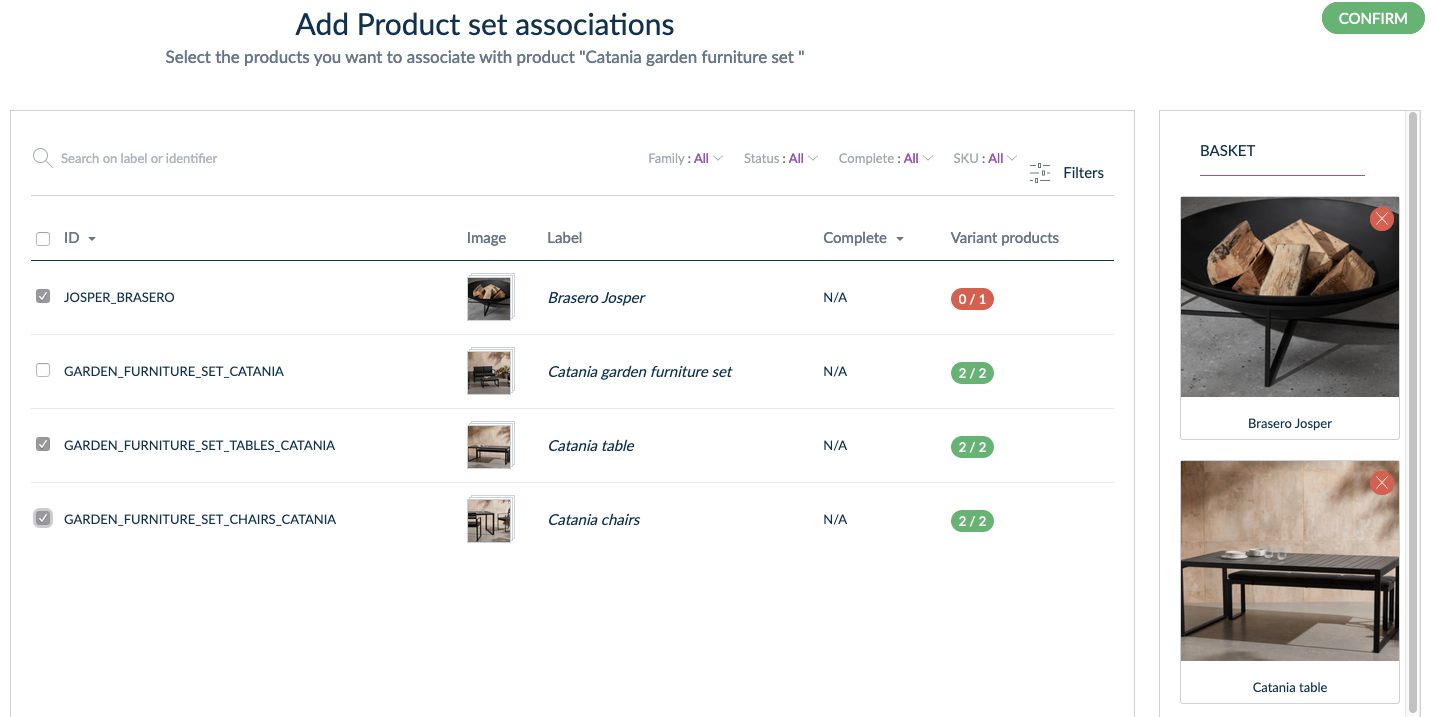 Add Product set associations
CONFIRM
Select the products you want to associate with product "Catania garden furniture set "
Search on label or identifier
Family : All
Status : All
Complete : All
SKU : All
Filters
ID
Image
Label
Complete
Variant products
JOSPER_BRASERO
Brasero Josper
N/A
0 / 1
GARDEN_FURNITURE_SET_CATANIA
Catania garden furniture set
N/A
2 / 2
GARDEN_FURNITURE_SET_TABLES_CATANIA
Catania table
N/A
2 / 2
GARDEN_FURNITURE_SET_CHAIRS_CATANIA
Catania chairs
N/A
2 / 2
BASKET
Brasero Josper
Catania table